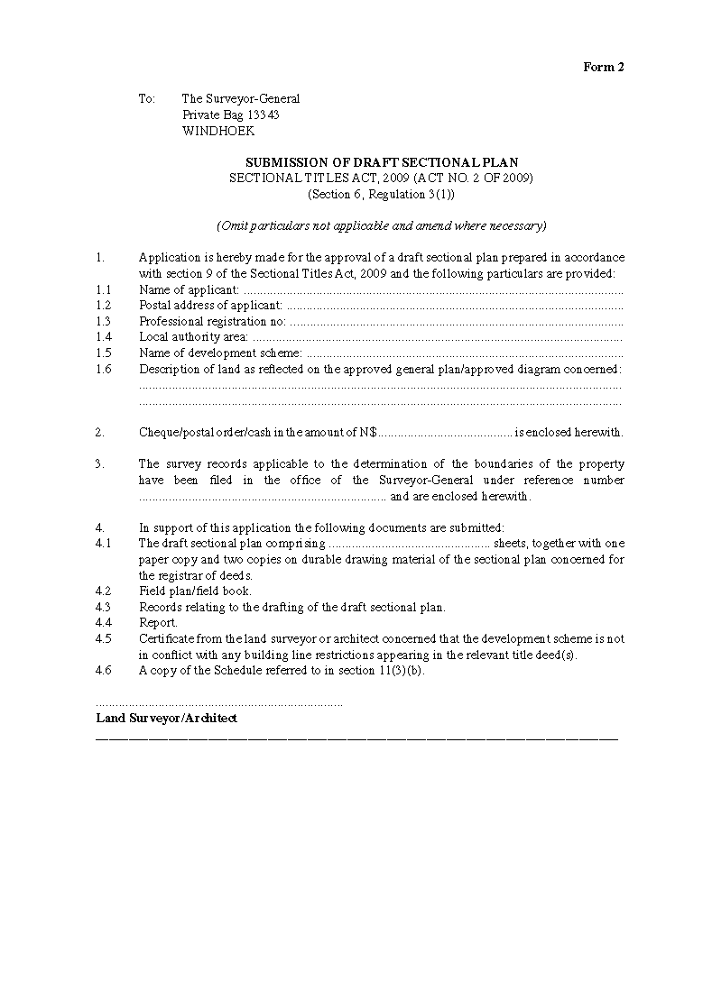 Form 2
To: The Surveyor-General
Private Bag 13343
WINDHOEK
SUBMISSION OF DRAFT SECTIONAL PLAN
SECTIONAL TITLES ACT, 2009 (ACT NO. 2 OF 2009)
(Section 6, Regulation 3(1))
(Omit particulars not applicable and amend where necessary)
1. Application is hereby made for the approval of a draft sectional plan prepared in accordance
with section 9 of the Sectional Titles Act, 2009 and the following particulars are provided:
1.1 Name of applicant: ....................................................................................................................
1.2 Postal address of applicant: .......................................................................................................
1.3 Professional registration no: ......................................................................................................
1.4 Local authority area: .................................................................................................................
1.5 Name of development scheme: .................................................................................................
1.6 Description of land as reflected on the approved general plan/approved diagram concerned:
...................................................................................................................................................
...................................................................................................................................................
2. Cheque/postal order/cash in the amount of N$......................................... is enclosed herewith.
3. The survey records applicable to the determination of the boundaries of the property
have been filed in the office of the Surveyor-General under reference number
........................................................................... and are enclosed herewith.
4. In support of this application the following documents are submitted:
4.1 The draft sectional plan comprising ................................................. sheets, together with one
paper copy and two copies on durable drawing material of the sectional plan concerned for
the registrar of deeds.
4.2 Field plan/field book.
4.3 Records relating to the drafting of the draft sectional plan.
4.4 Report.
4.5 Certificate from the land surveyor or architect concerned that the development scheme is not
in conflict with any building line restrictions appearing in the relevant title deed(s).
4.6 A copy of the Schedule referred to in section 11(3)(b).
...........................................................................
Land Surveyor/Architect